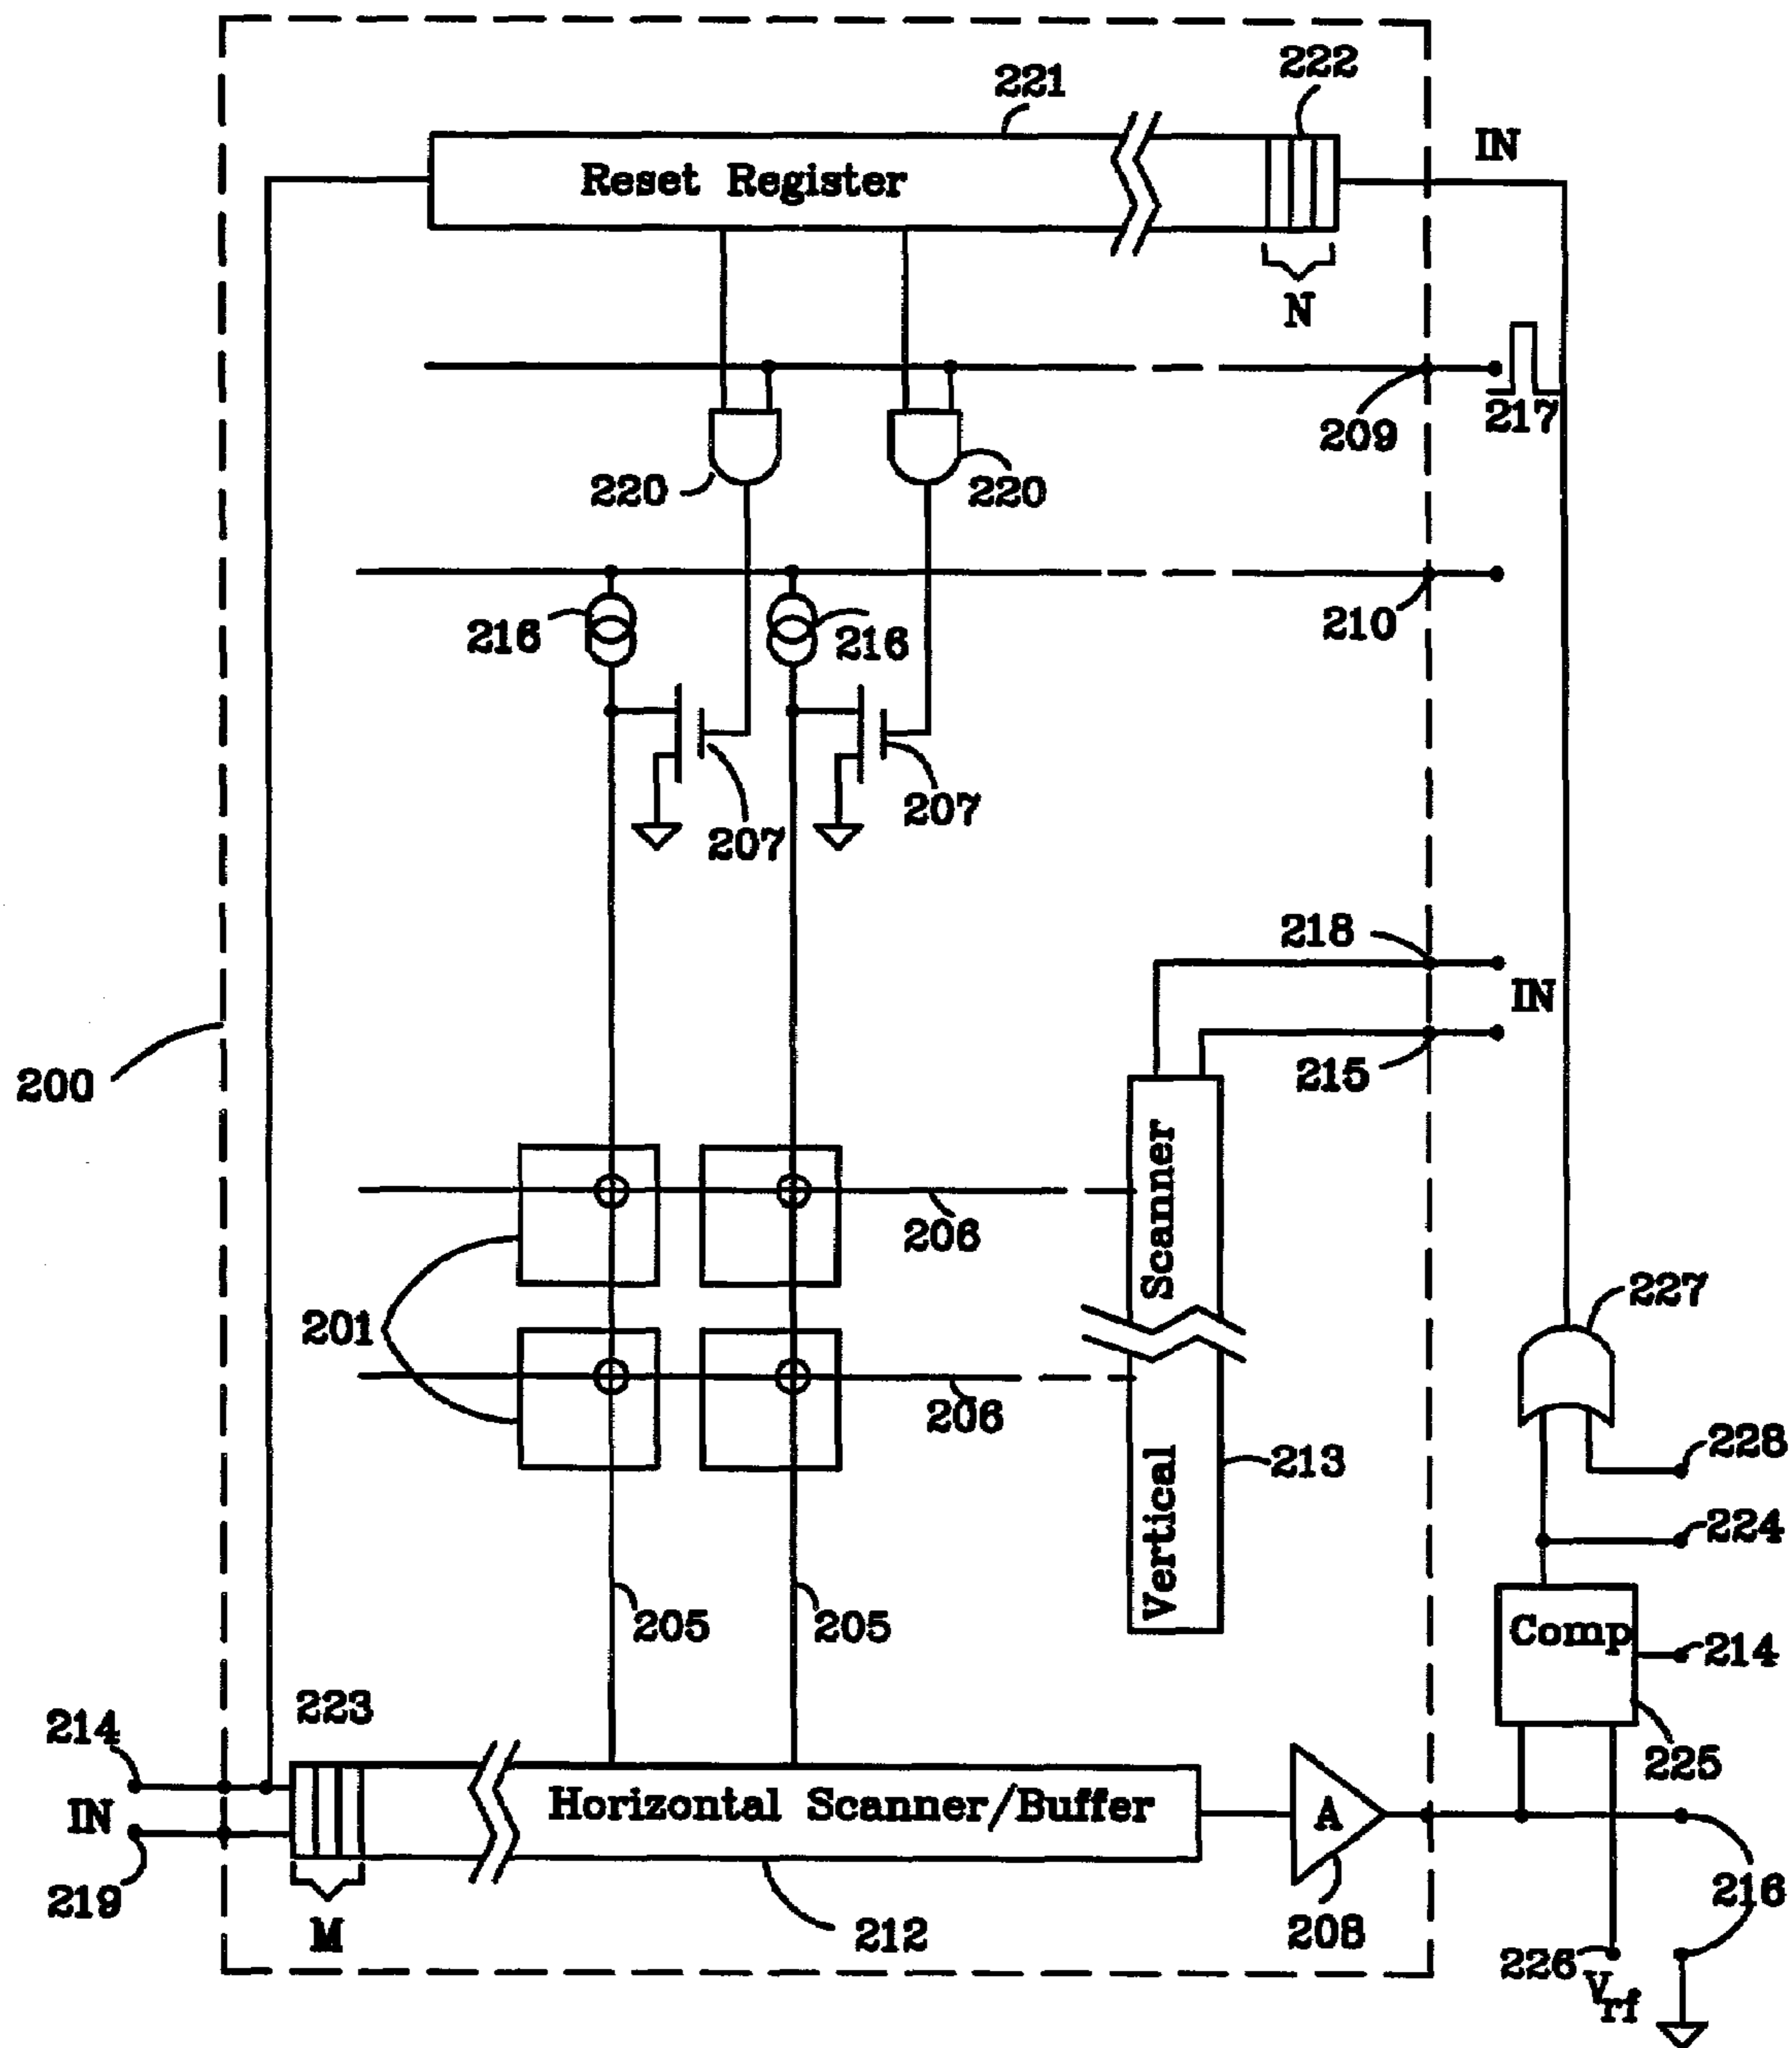 222
221
IN
Reset Register
N
217
209
220
220
216
216
210
207
207
218
IN
200
215
Scanner
206
227
201
206
228
213
Vertical
224
205
205
Comp
214
223
214
225
Horizontal Scanner/Buffer
A
IN
219
216
M
212
208
226
Vrf